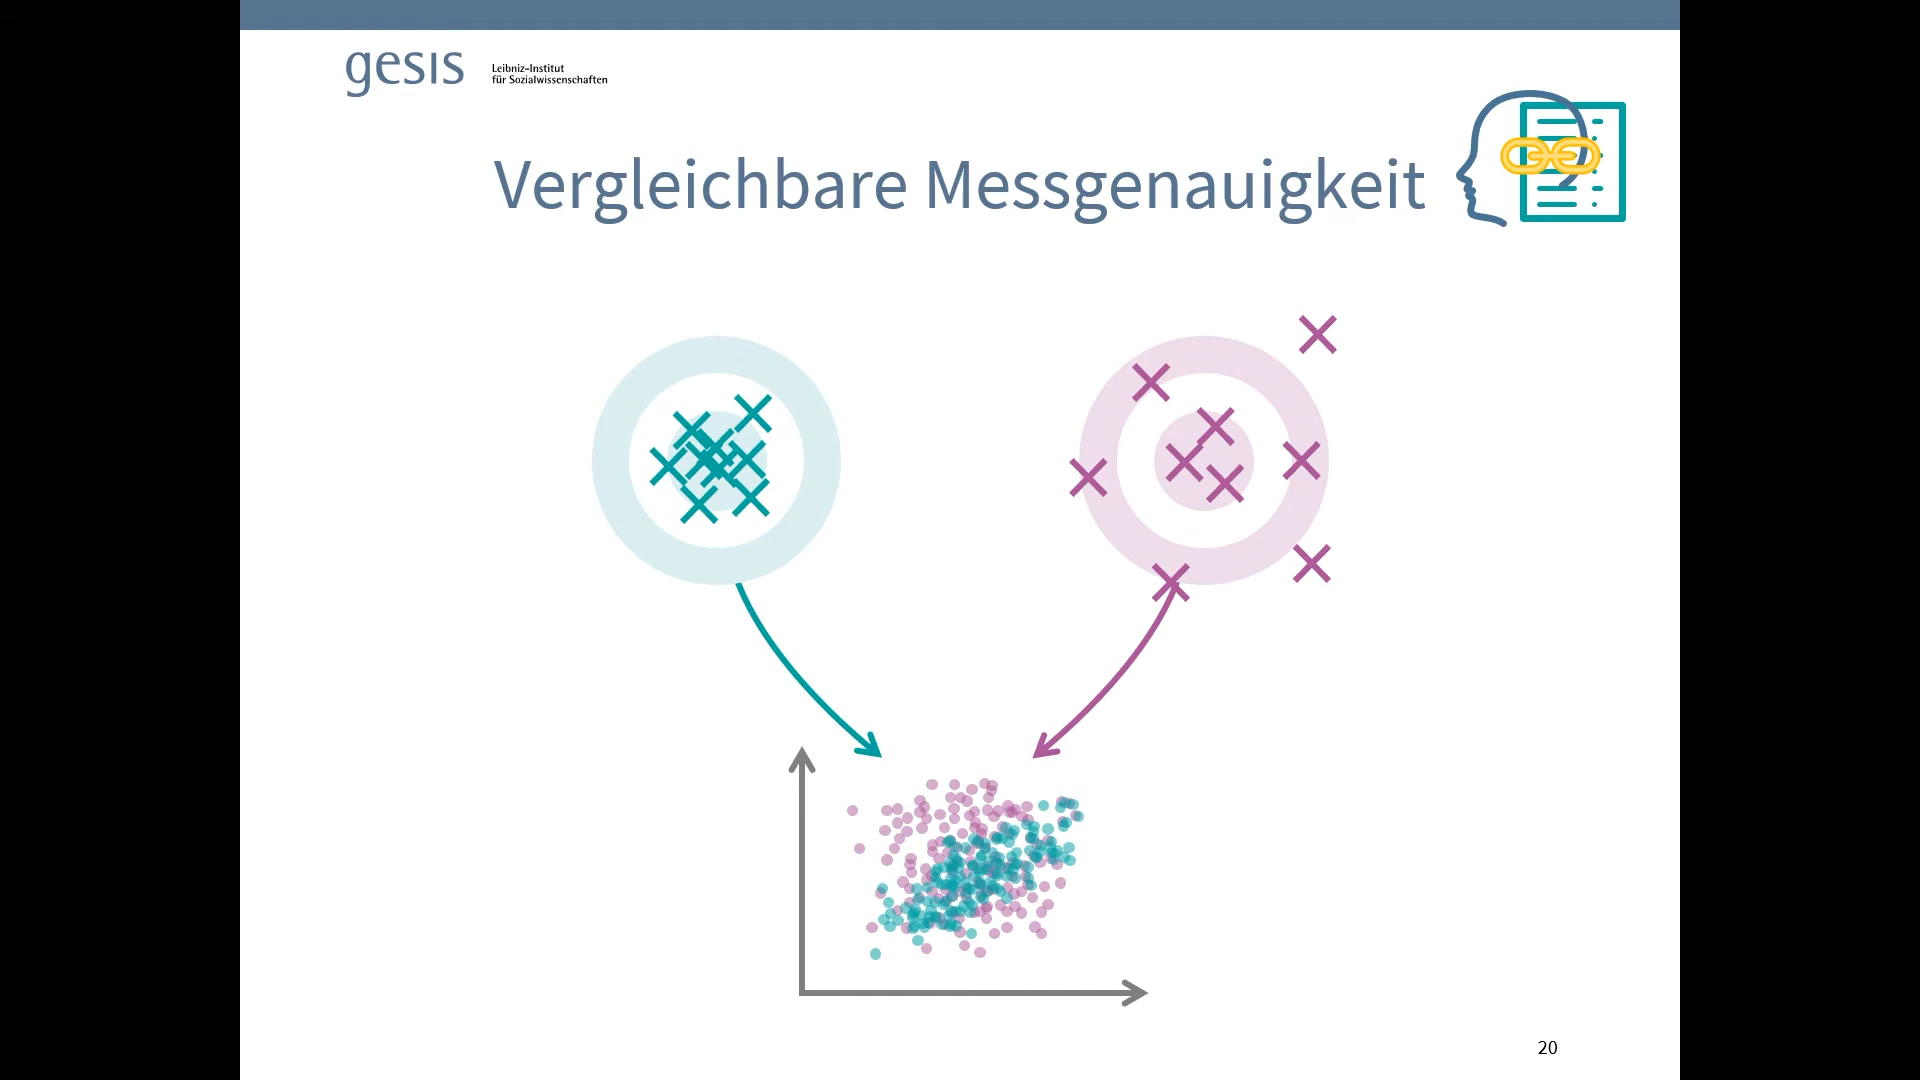 gesis
Leibniz-Institut
für Sozialwissenschaften
Vergleichbare Messgenauigkeit
20